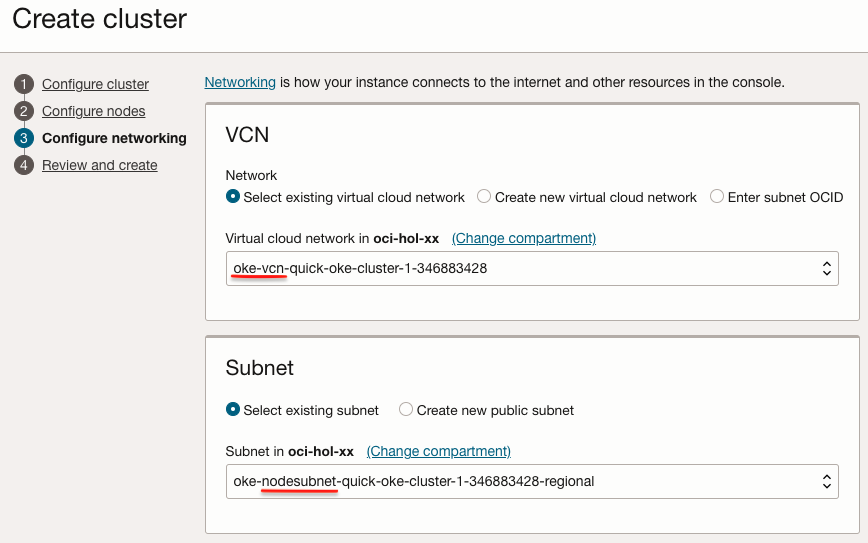 Create cluster
1 Configure cluster
2 Configure nodes
3 Configure networking
4 Review and create
Networking is how your instance connects to the internet and other resources in the console.
VCN
Network
Select existing virtual cloud network Create new virtual cloud network Enter subnet OCID
Virtual cloud network in oci-hol-xx (Change compartment)
oke-vcn-quick-oke-cluster-1-346883428
Subnet
Select existing subnet Create new public subnet
Subnet in oci-hol-xx (Change compartment)
oke-nodesubnet-quick-oke-cluster-1-346883428-regional